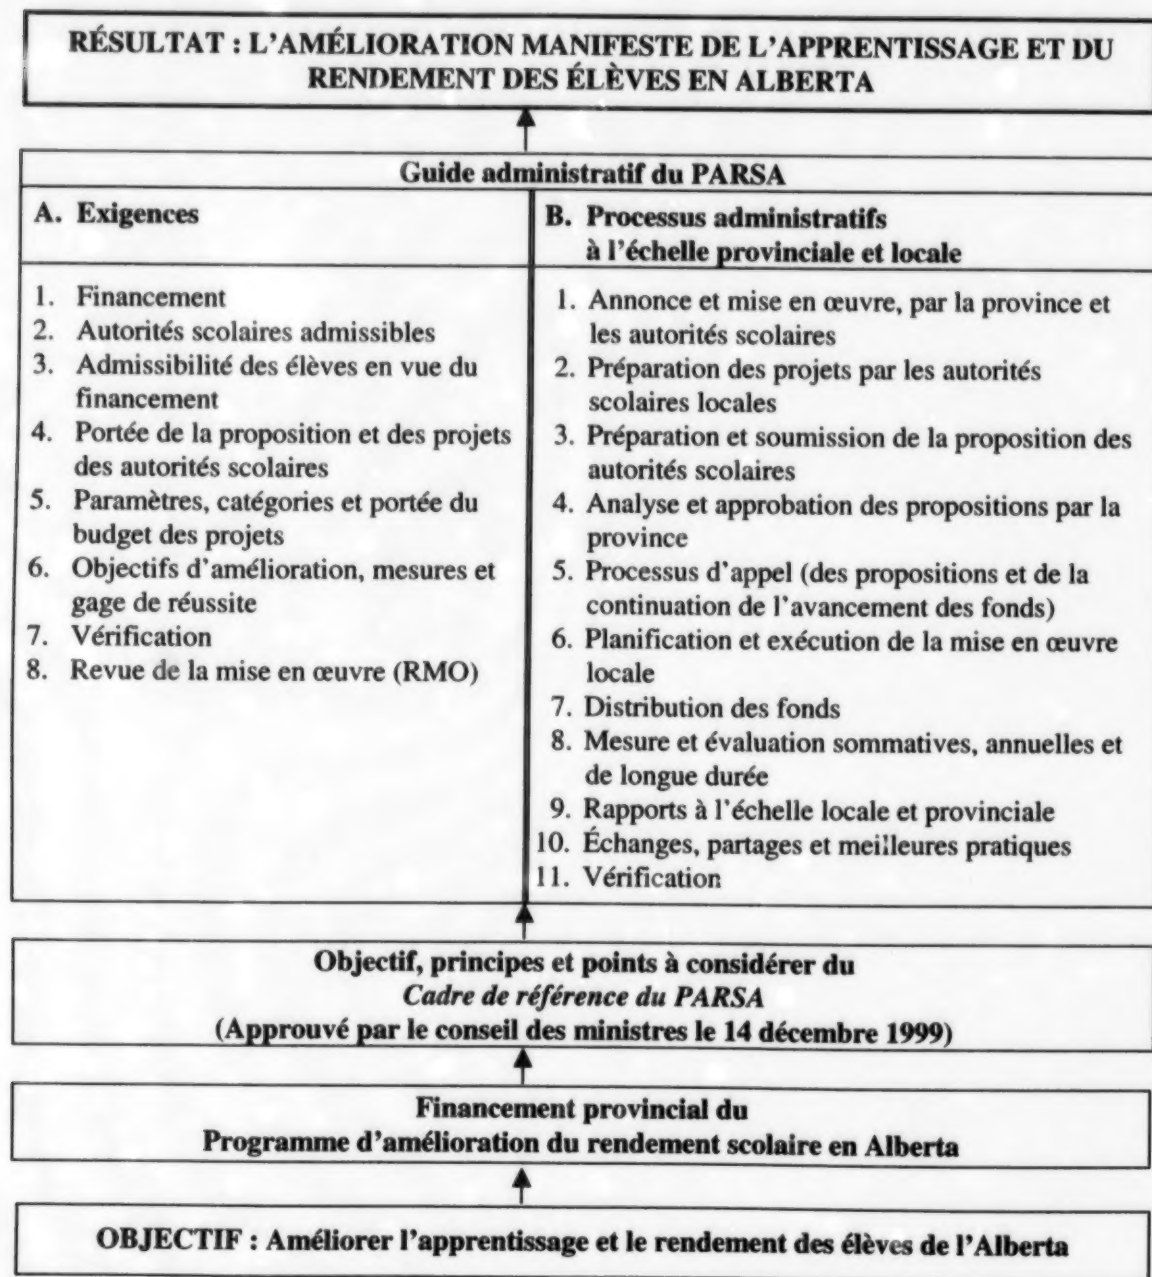 RÉSULTAT : L'AMÉLIORATION MANIFESTE DE L'APPRENTISSAGE ET DU
RENDEMENT DES ÉLÈVES EN ALBERTA
Guide administratif du PARSA
A. Exigences
1. Financement
2. Autorités scolaires admissibles
3. Admissibilité des élèves en vue du
financement
4. Portée de la proposition et des projets
des autorités scolaires
5. Paramètres, catégories et portée du
budget des projets
6. Objectifs d'amélioration, mesures et
gage de réussite
7. Vérification
8. Revue de la mise en œuvre (RMO)
B. Processus administratifs
à l'échelle provinciale et locale
1. Annonce et mise en œuvre, par la province et
les autorités scolaires
2. Préparation des projets par les autorités
scolaires locales
3. Préparation et soumission de la proposition des
autorités scolaires
4. Analyse et approbation des propositions par la
province
5. Processus d'appel (des propositions et de la
continuation de l'avancement des fonds)
6. Planification et exécution de la mise en œuvre
locale
7. Distribution des fonds
8. Mesure et évaluation sommatives, annuelles et
de longue durée
9. Rapports à l'échelle locale et provinciale
10. Échanges, partages et meilleures pratiques
11. Vérification
Objectif, principes et points à considérer du
Cadre de référence du PARSA
(Approuvé par le conseil des ministres le 14 décembre 1999)
Financement provincial du
Programme d'amélioration du rendement scolaire en Alberta
OBJECTIF : Améliorer l'apprentissage et le rendement des élèves de l'Alberta